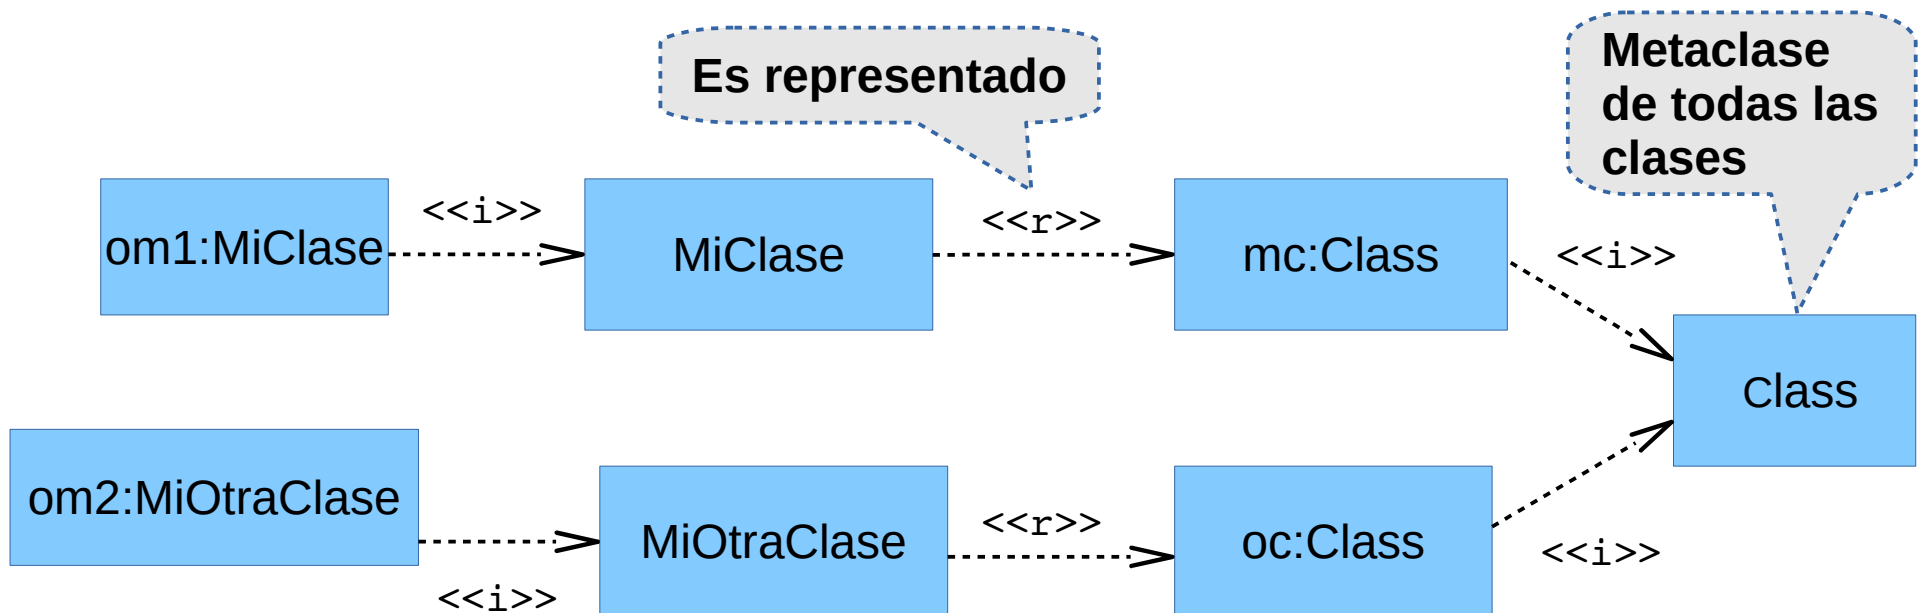 Es representado
Metaclase
de todas las
clases
om1:MiClase
<<i>>
MiClase
<<r>>
mc:Class
<<i>>
Class
om2:MiOtraClase
<<i>>
MiOtraClase
<<r>>
oc:Class
<<i>>